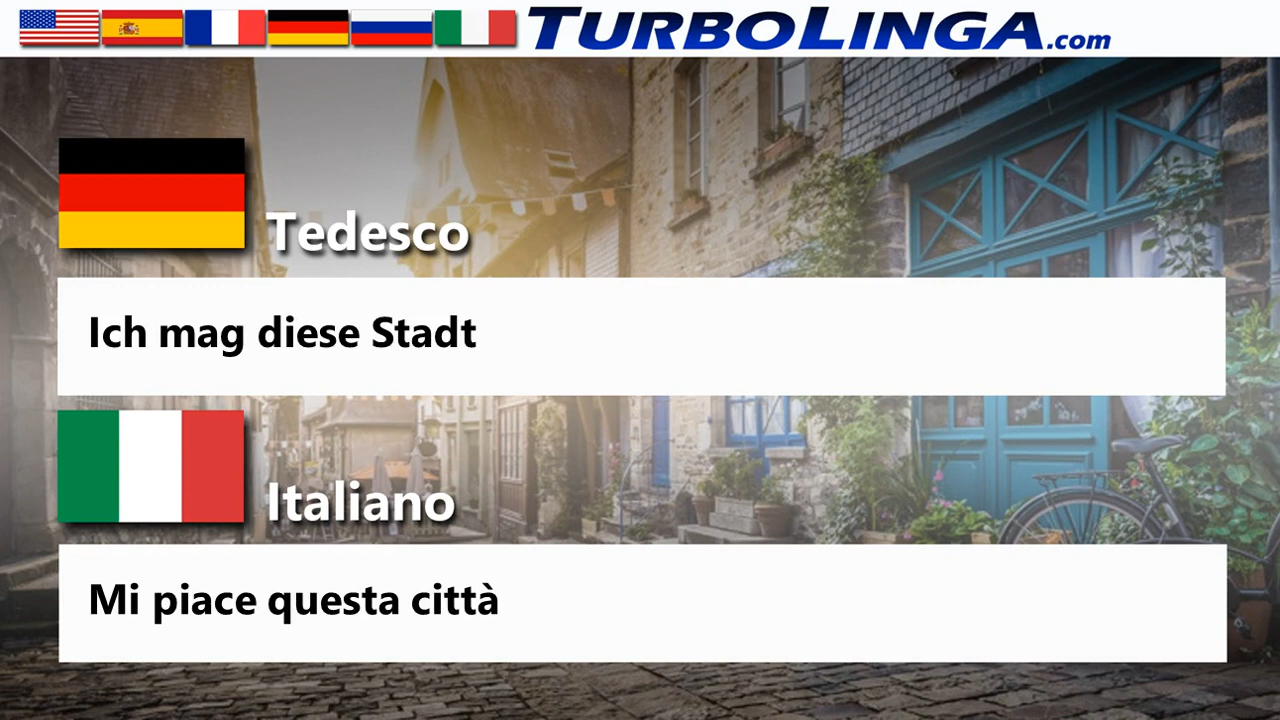 TURBOLINGA.com
Tedesco
Ich mag diese Stadt
Italiano
Mi piace questa città